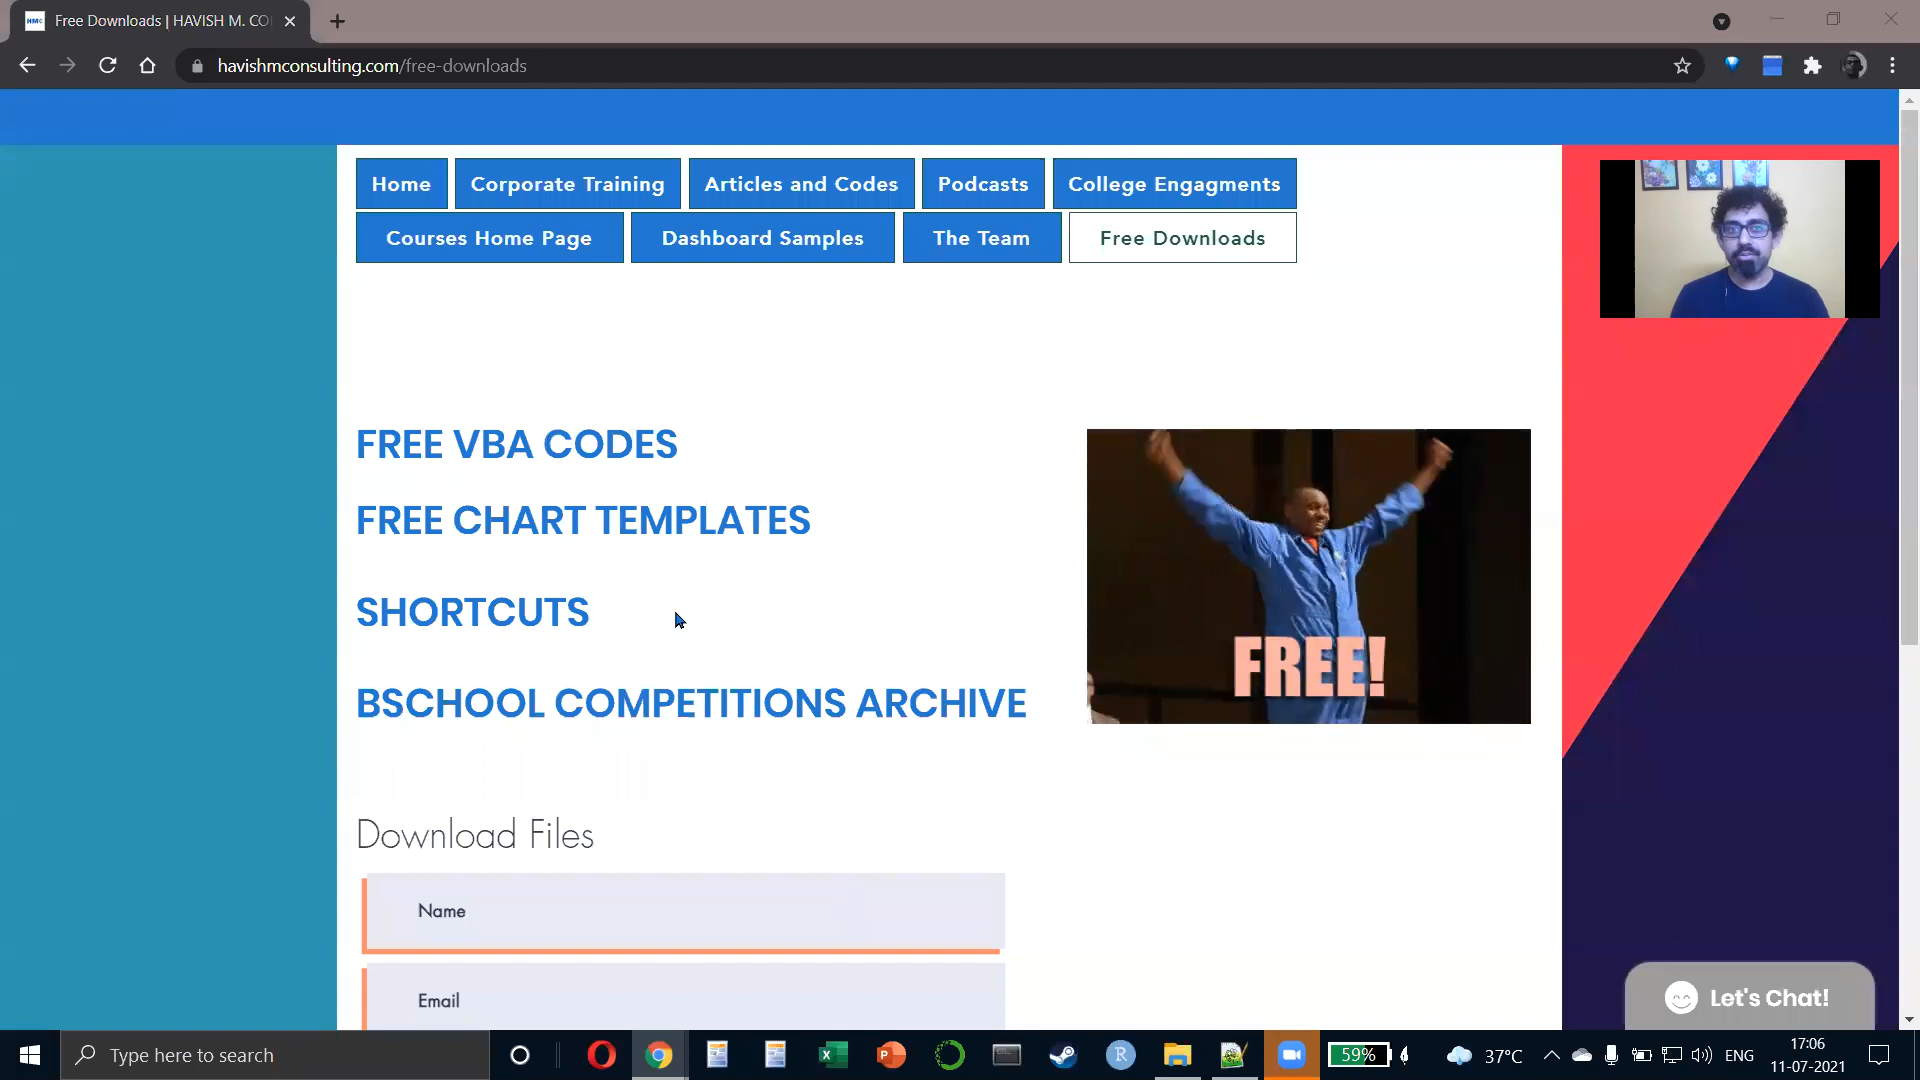 Free Downloads | HAVISH M. CO
havishmconsulting.com/free-downloads
Home
Corporate Training
Articles and Codes
Podcasts
College Engagments
Courses Home Page
Dashboard Samples
The Team
Free Downloads
FREE VBA CODES
FREE CHART TEMPLATES
SHORTCUTS
BSCHOOL COMPETITIONS ARCHIVE
FREE!
Download Files
Name
Email
Let's Chat!
Type here to search
59%
37°C
ENG
17:06
11-07-2021